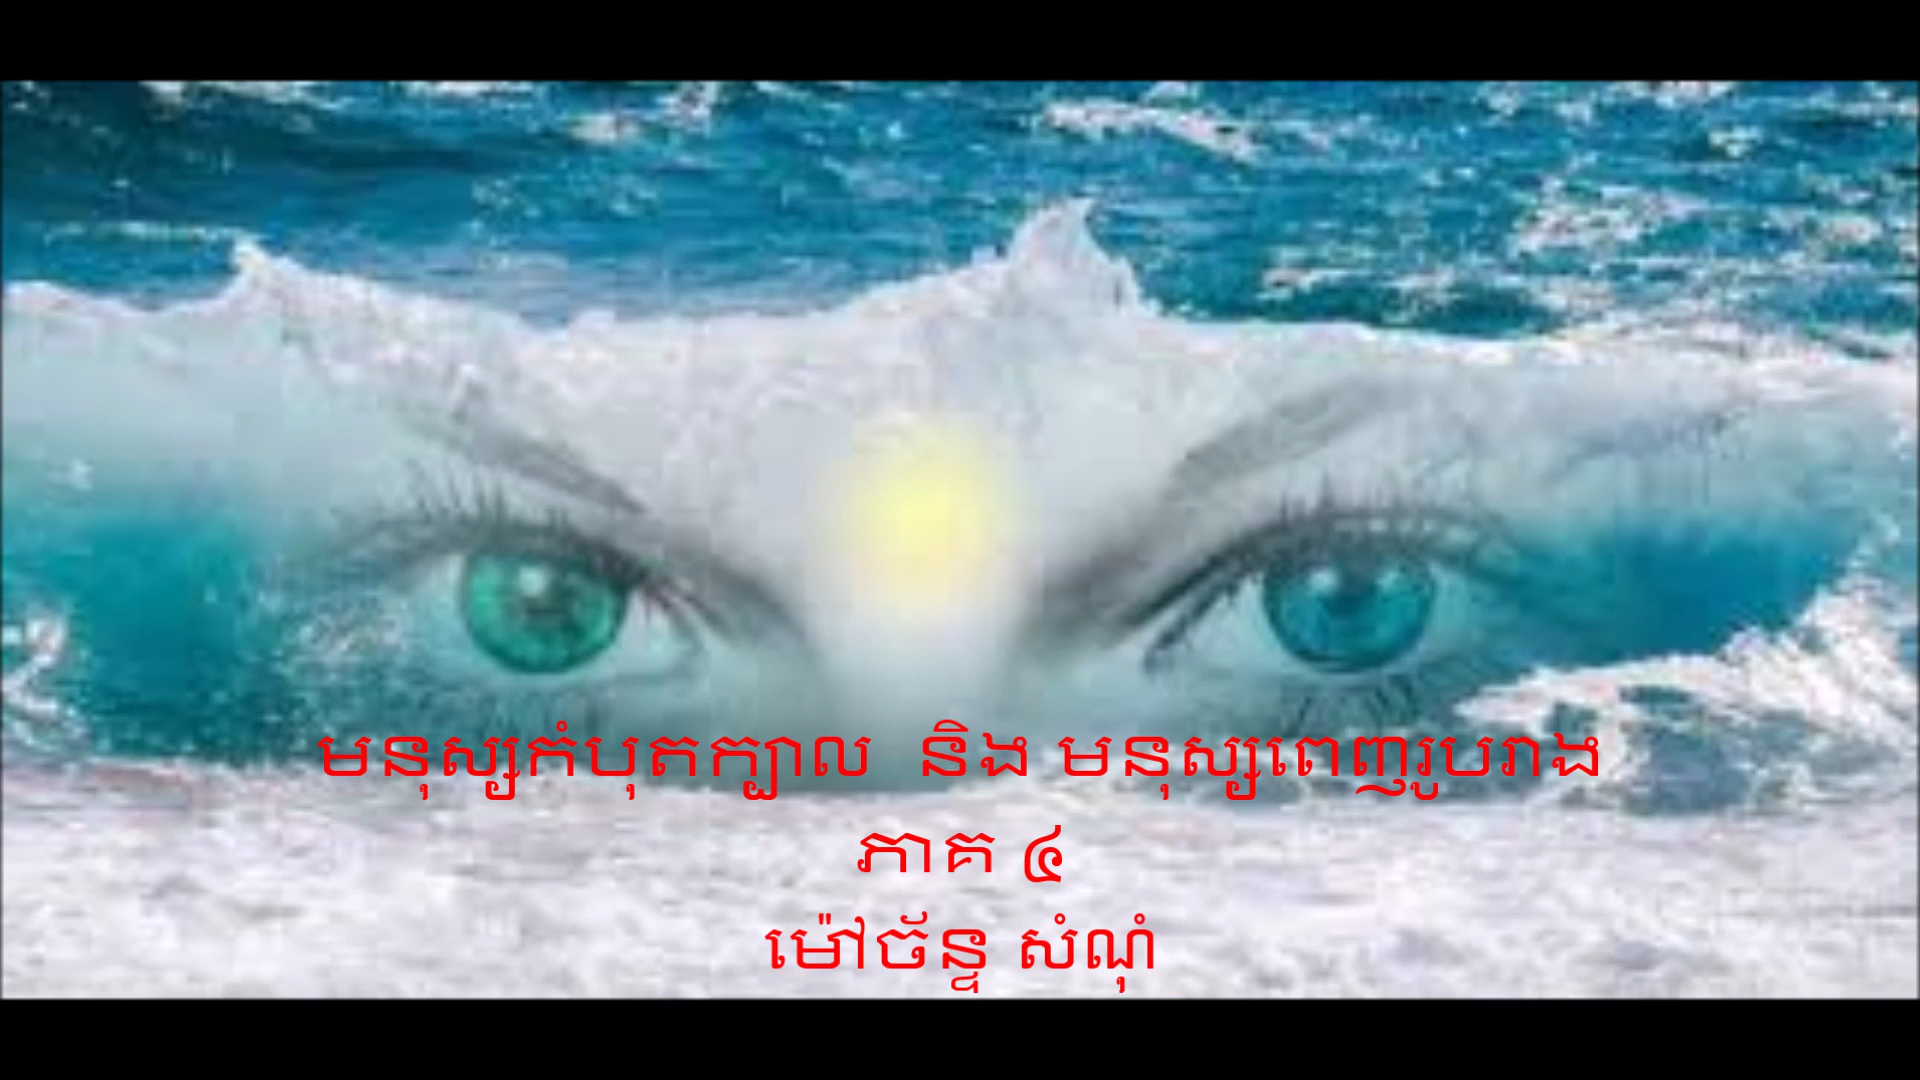 មនុស្សកំបុតក្បាល និង មនុស្សពេញរូបរាង
ភាគ ៤
ម៉ៅច័ន្ទ សំណុំ